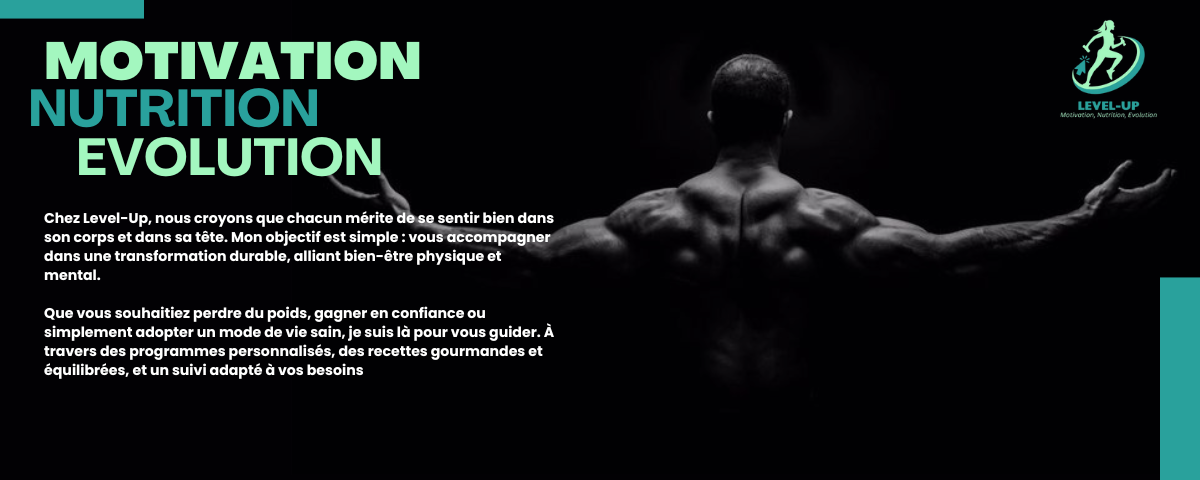 MOTIVATION
NUTRITION
EVOLUTION
LEVEL-UP
Motivation, Nutrition, Evolution
Chez Level-Up, nous croyons que chacun mérite de se sentir bien dans
son corps et dans sa tête. Mon objectif est simple : vous accompagner
dans une transformation durable, alliant bien-être physique et
mental.
Que vous souhaitiez perdre du poids, gagner en confiance ou
simplement adopter un mode de vie sain, je suis là pour vous guider. À
travers des programmes personnalisés, des recettes gourmandes et
équilibrées, et un suivi adapté à vos besoins